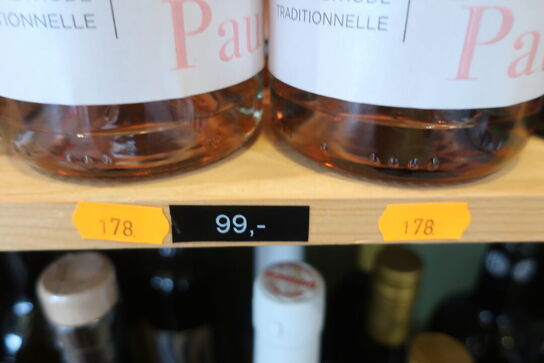 TRADITIONNELLE
Pau
TRADITIONNELLE
Pa
178
99,-
178